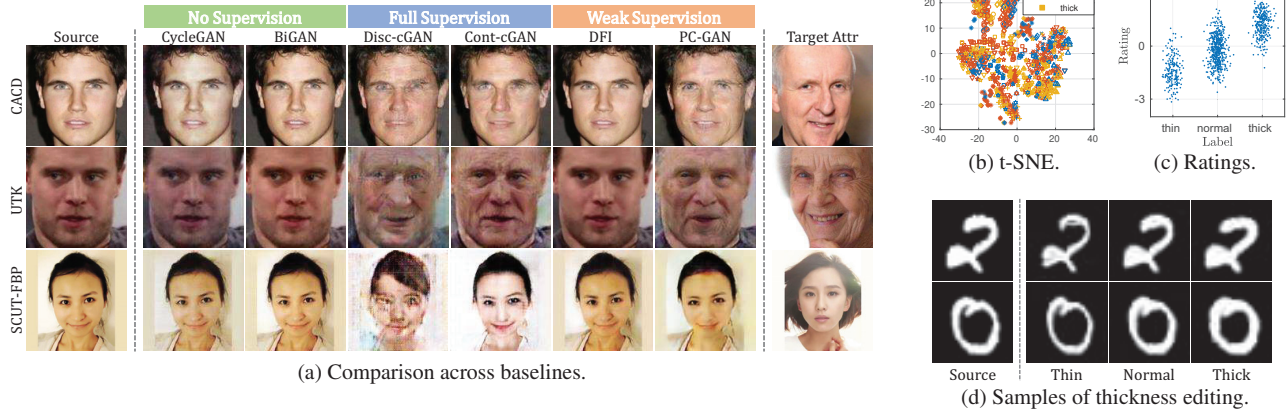 No Supervision Full Supervision Weak Supervision
Source CycleGAN BiGAN Disc-cGAN Cont-cGAN DFI PC-GAN Target Attr
CACD
UTK
SCUT-FBP
(a) Comparison across baselines.
thick
20
10
0
-10
-20
-30
-40 -20 0 20 40
(b) t-SNE.
Rating
0
-3
thin normal thick
Label
(c) Ratings.
Source Thin Normal Thick
(d) Samples of thickness editing.